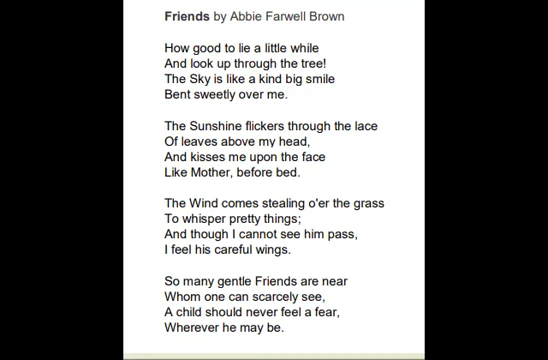 Friends by Abbie Farwell Brown
How good to lie a little while
And look up through the tree!
The Sky is like a kind big smile
Bent sweetly over me.
The Sunshine flickers through the lace
Of leaves above my head,
And kisses me upon the face
Like Mother, before bed.
The Wind comes stealing o'er the grass
To whisper pretty things;
And though I cannot see him pass,
I feel his careful wings.
So many gentle Friends are near
Whom one can scarcely see,
A child should never feel a fear,
Wherever he may be.